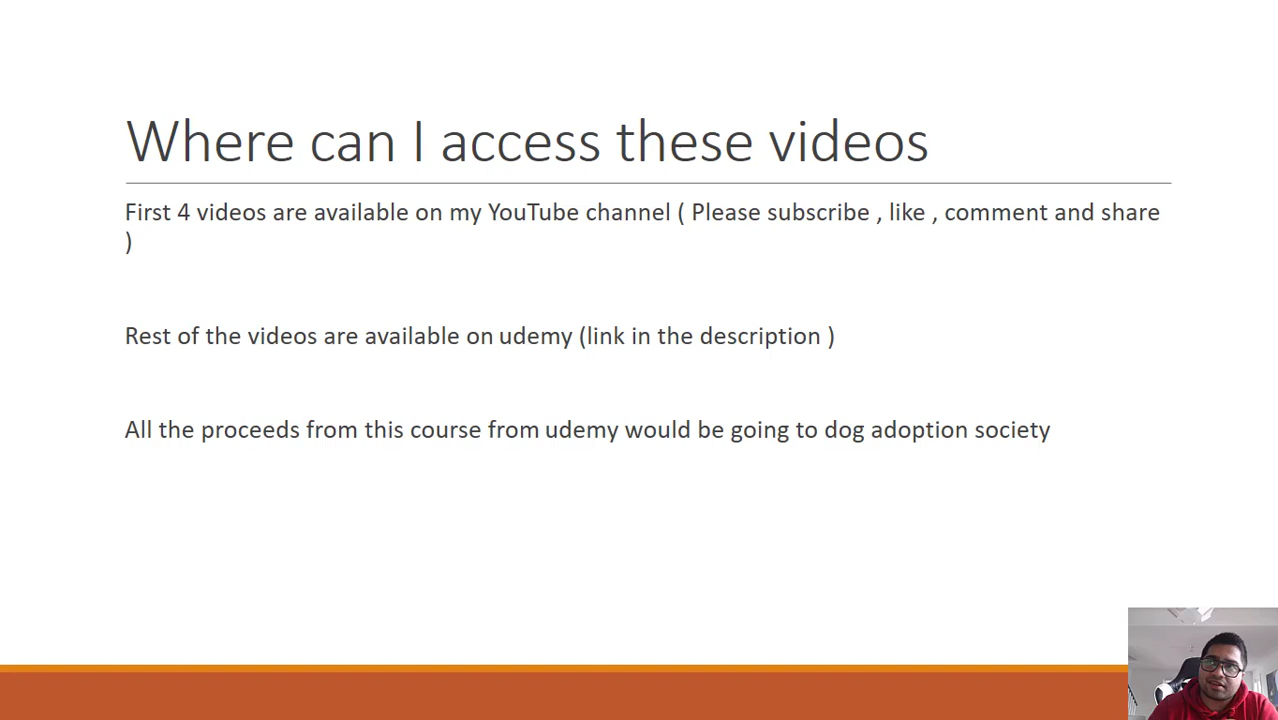 Where can I access these videos
First 4 videos are available on my YouTube channel ( Please subscribe , like , comment and share
)
Rest of the videos are available on udemy (link in the description )
All the proceeds from this course from udemy would be going to dog adoption society